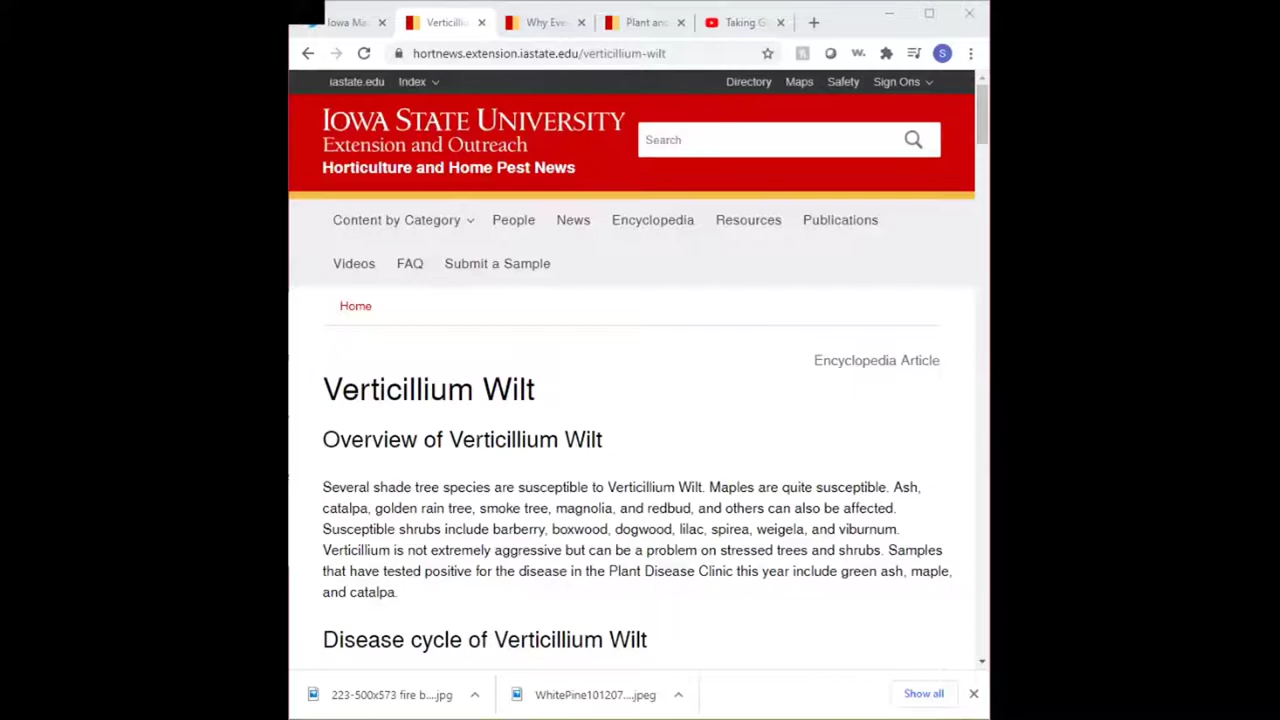 Iowa Ma
Verticilli
Why Eve
Plant and
Taking G
hortnews.extension.iastate.edu/verticillium-wilt
w.
S
iastate.edu Index
Directory Maps Safety Sign Ons
IOWA STATE UNIVERSITY
Extension and Outreach
Horticulture and Home Pest News
Search
Content by Category People News Encyclopedia Resources Publications
Videos FAQ Submit a Sample
Home
Encyclopedia Article
Verticillium Wilt
Overview of Verticillium Wilt
Several shade tree species are susceptible to Verticillium Wilt. Maples are quite susceptible. Ash,
catalpa, golden rain tree, smoke tree, magnolia, and redbud, and others can also be affected.
Susceptible shrubs include barberry, boxwood, dogwood, lilac, spirea, weigela, and viburnum.
Verticillium is not extremely aggressive but can be a problem on stressed trees and shrubs. Samples
that have tested positive for the disease in the Plant Disease Clinic this year include green ash, maple,
and catalpa.
Disease cycle of Verticillium Wilt
223-500x573 fire b....jpg
WhitePine101207....jpeg
Show all